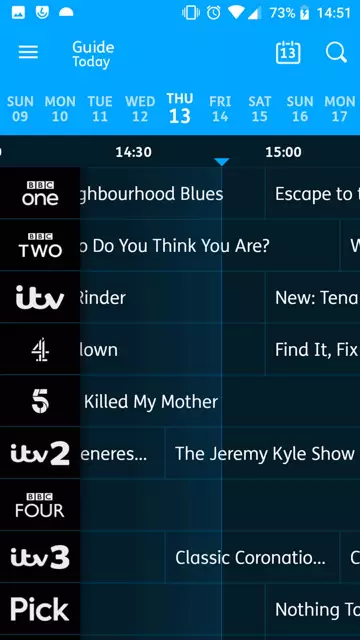 73% 14:51
Guide
Today
13
SUN MON TUE WED THU FRI SAT SUN MON
09 10 11 12 13 14 15 16 17
0 14:30 15:00
BBC one ghbourhood Blues Escape to t
BBC TWO o Do You Think You Are? W
itv Rinder New: Tena
4 down Find It, Fix
5 Killed My Mother
itv2 eneres... The Jeremy Kyle Show
BBC FOUR
itv3 Classic Coronatio... C
Pick Nothing To